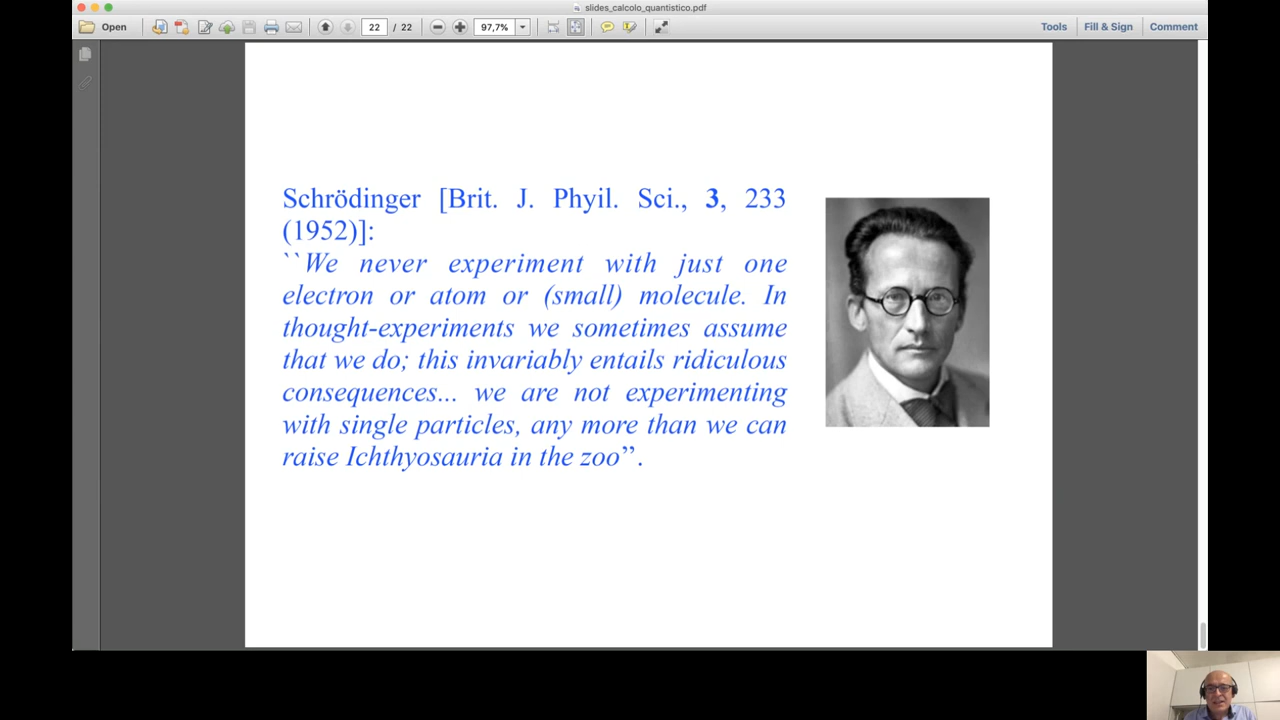 slides_calcolo_quantistico.pdf
Open
22 / 22
97,7%
Tools
Fill & Sign
Comment
Schrödinger [Brit. J. Phyil. Sci., 3, 233
(1952)]:
``We never experiment with just one
electron or atom or (small) molecule. In
thought-experiments we sometimes assume
that we do; this invariably entails ridiculous
consequences... we are not experimenting
with single particles, any more than we can
raise Ichthyosauria in the zoo”.